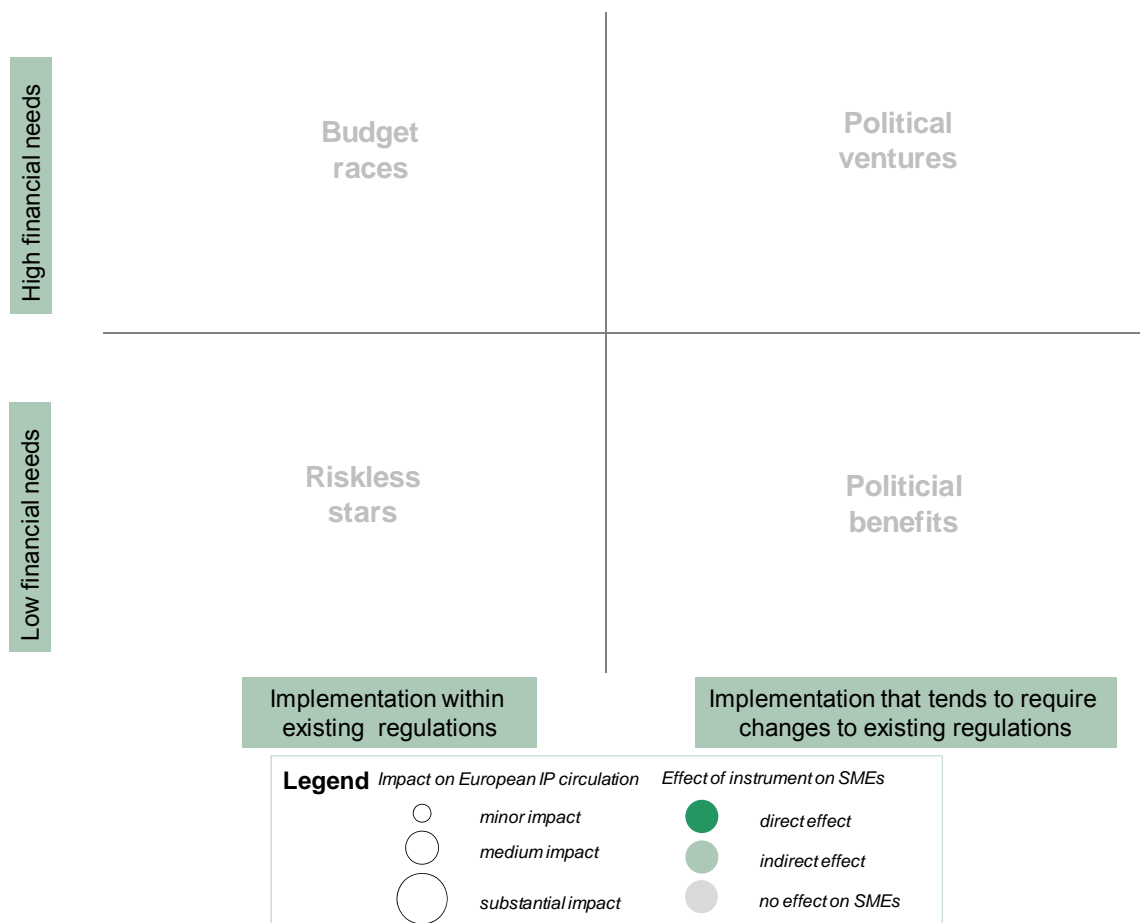 High financial needs
Budget
races
Political
ventures
Low financial needs
Riskless
stars
Politicial
benefits
Implementation within
existing regulations
Implementation that tends to require
changes to existing regulations
Legend
Impact on European IP circulation
Effect of instrument on SMEs
minor impact
direct effect
medium impact
indirect effect
substantial impact
no effect on SMEs